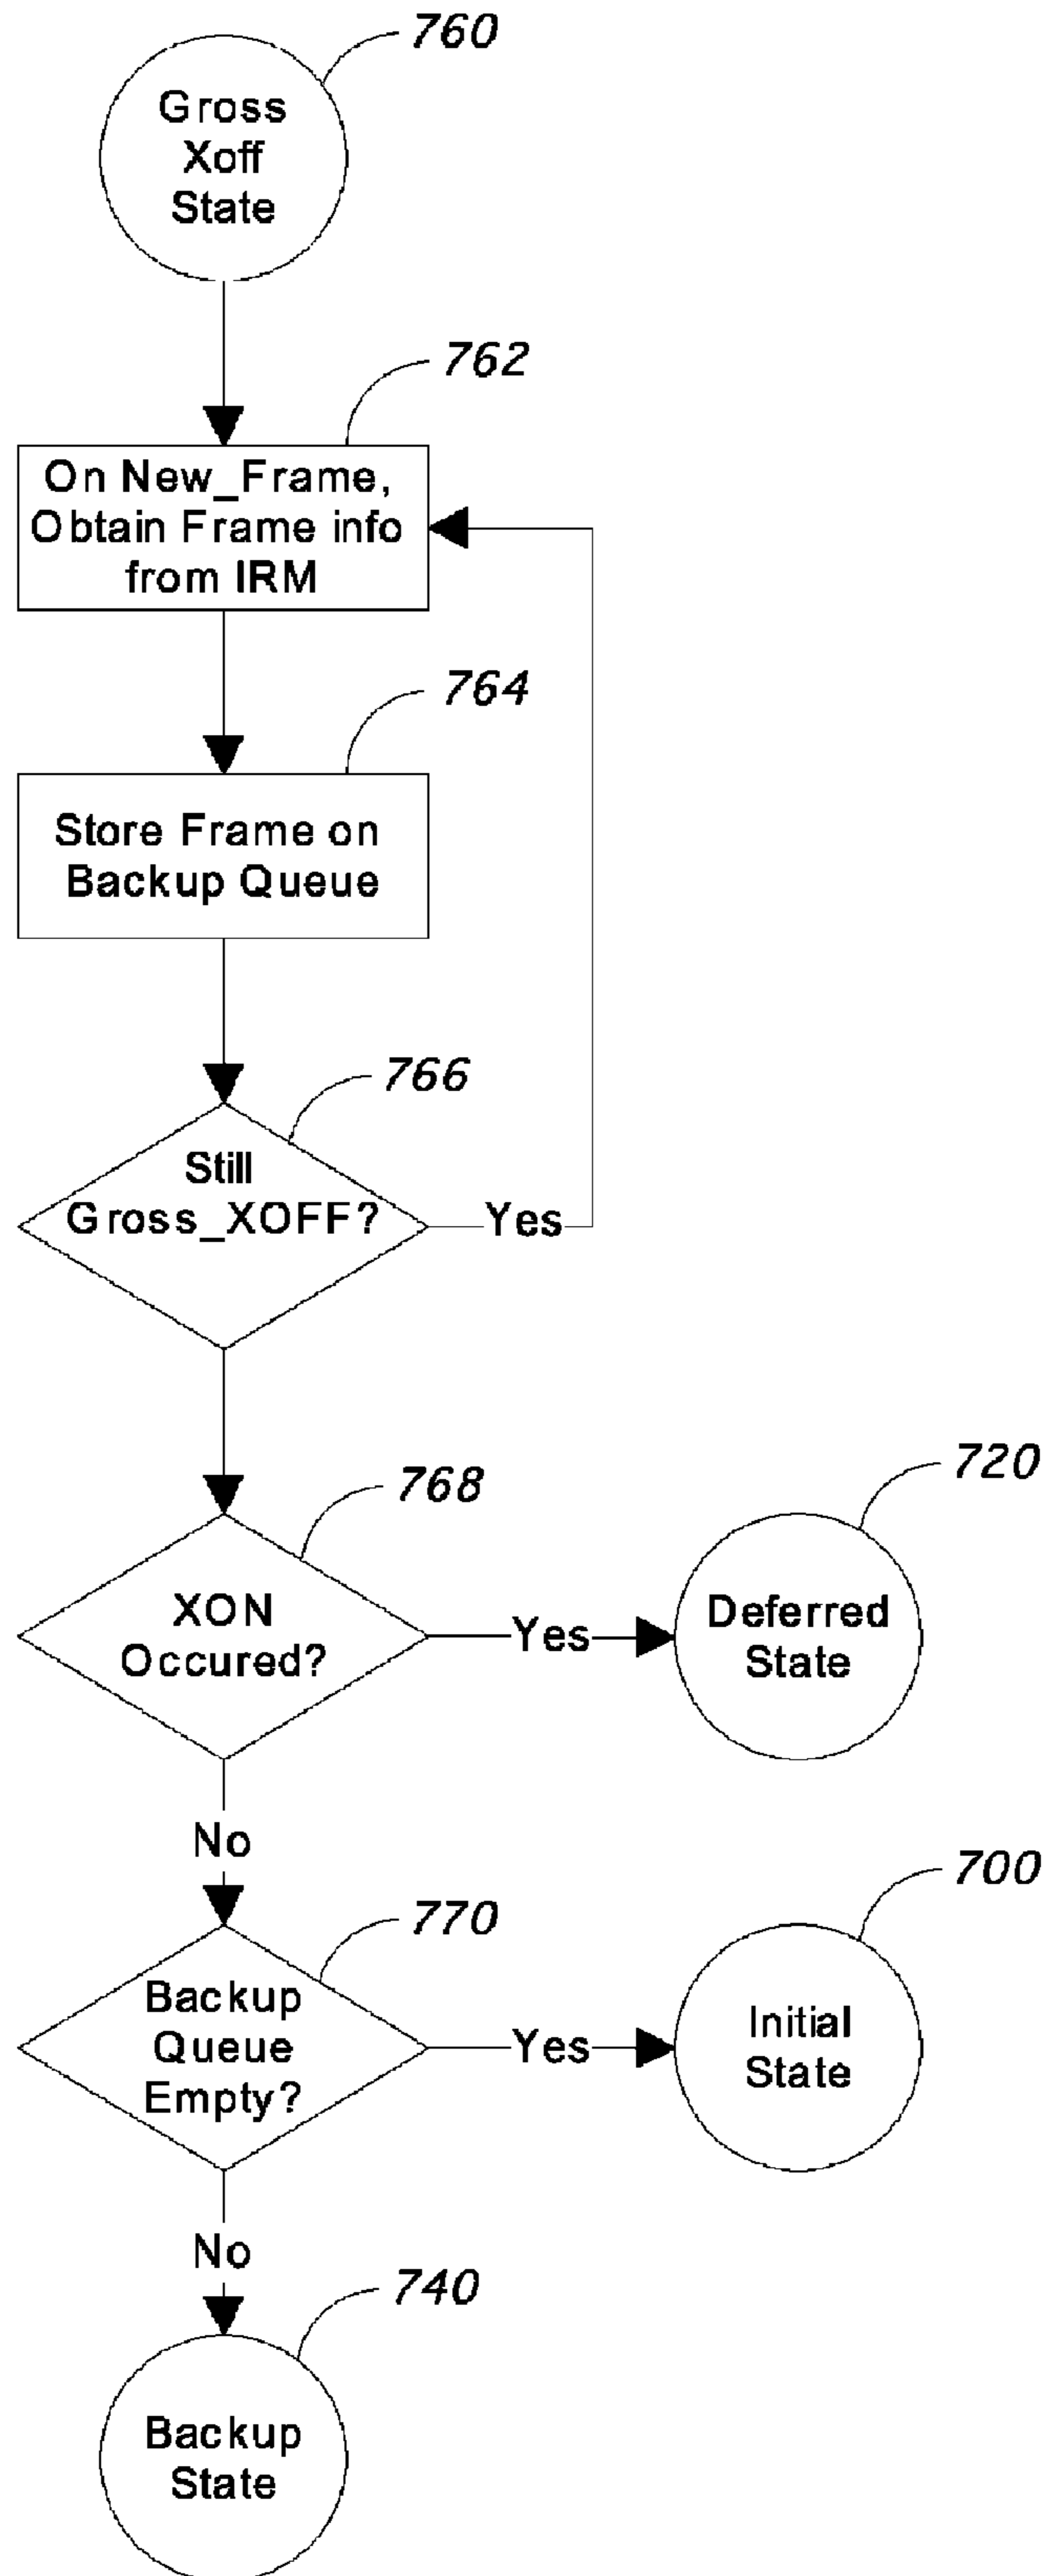 760
Gross
Xoff
State
762
On New_Frame,
Obtain Frame info
from IRM
764
Store Frame on
Backup Queue
766
Still
Gross_XOFF?
Yes
768
XON
Occured?
Yes
720
Deferred
State
No
770
Backup
Queue
Empty?
Yes
700
Initial
State
No
740
Backup
State